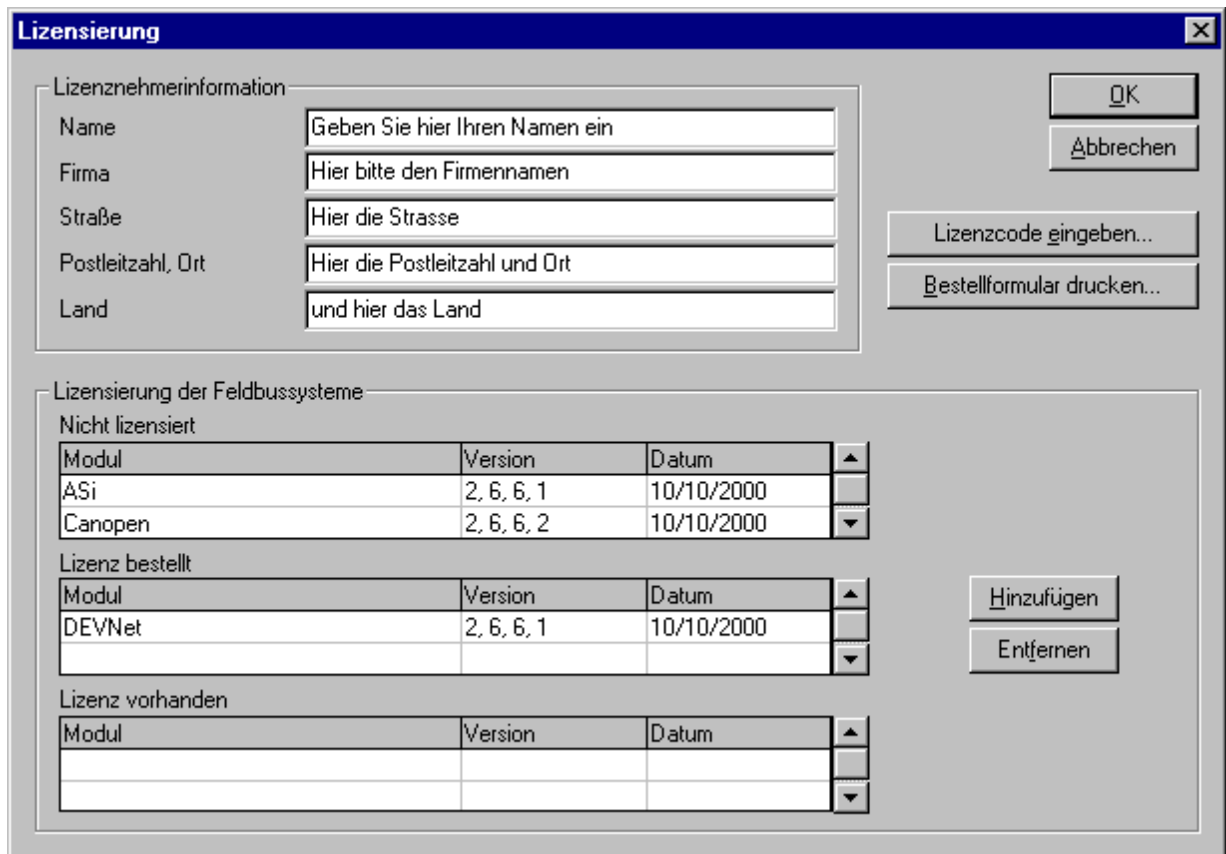 Lizensierung
Lizenznehmerinformation
Name Geben Sie hier Ihren Namen ein
Firma Hier bitte den Firmennamen
Straße Hier die Strasse
Postleitzahl, Ort Hier die Postleitzahl und Ort
Land und hier das Land
OK
Abbrechen
Lizenzcode eingeben...
Bestellformular drucken...
Lizensierung der Feldbussysteme
Nicht lizensiert
Modul Version Datum
ASi 2, 6, 6, 1 10/10/2000
Canopen 2, 6, 6, 2 10/10/2000
Lizenz bestellt
Modul Version Datum
DEVNet 2, 6, 6, 1 10/10/2000
Hinzufügen
Entfernen
Lizenz vorhanden
Modul Version Datum